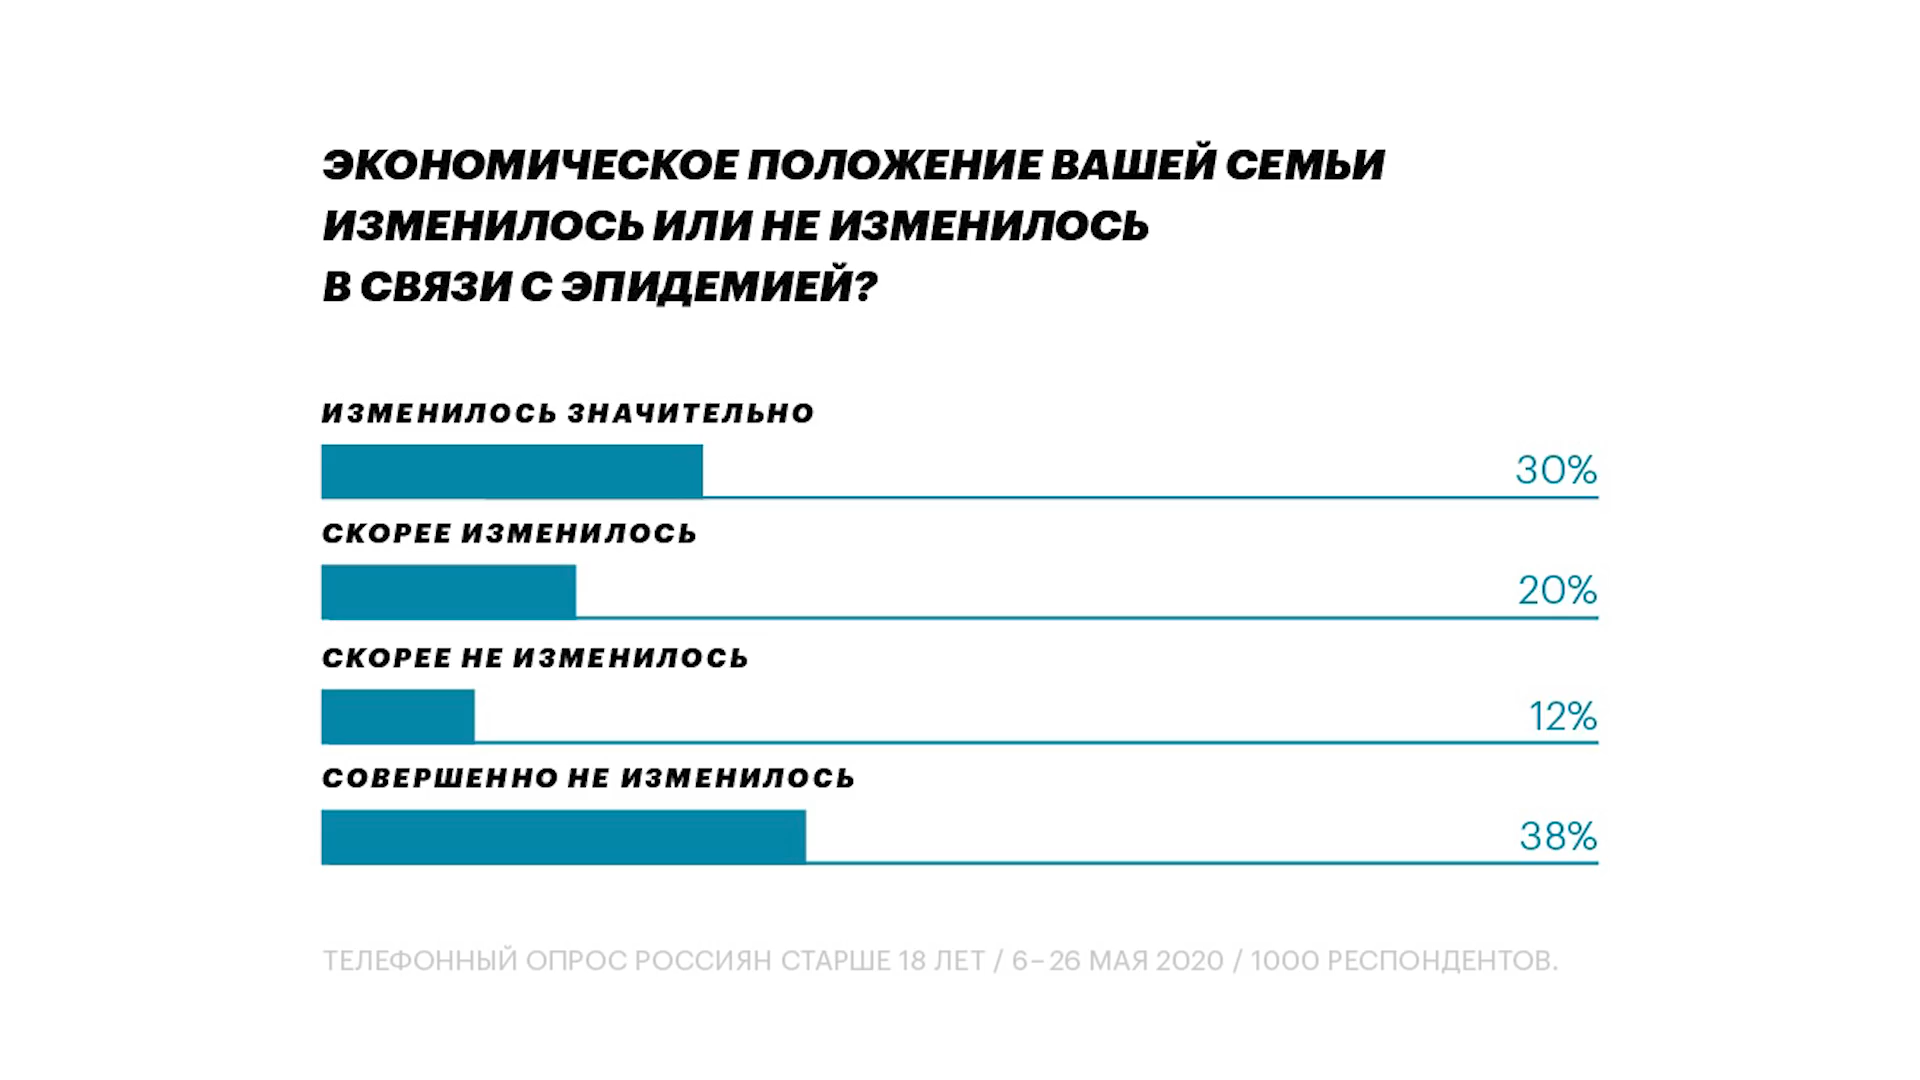 ЭКОНОМИЧЕСКОЕ ПОЛОЖЕНИЕ ВАШЕЙ СЕМЬИ
ИЗМЕНИЛОСЬ ИЛИ НЕ ИЗМЕНИЛОСЬ
В СВЯЗИ С ЭПИДЕМИЕЙ?
ИЗМЕНИЛОСЬ ЗНАЧИТЕЛЬНО
30%
СКОРЕЕ ИЗМЕНИЛОСЬ
20%
СКОРЕЕ НЕ ИЗМЕНИЛОСЬ
12%
СОВЕРШЕННО НЕ ИЗМЕНИЛОСЬ
38%
ТЕЛЕФОННЫЙ ОПРОС РОССИЯН СТАРШЕ 18 ЛЕТ / 6–26 МАЯ 2020 / 1000 РЕСПОНДЕНТОВ.